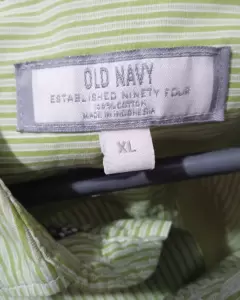 OLD NAVY
ESTABLISHED NINETY FOUR
100% COTTON
MADE IN INDONESIA
XL